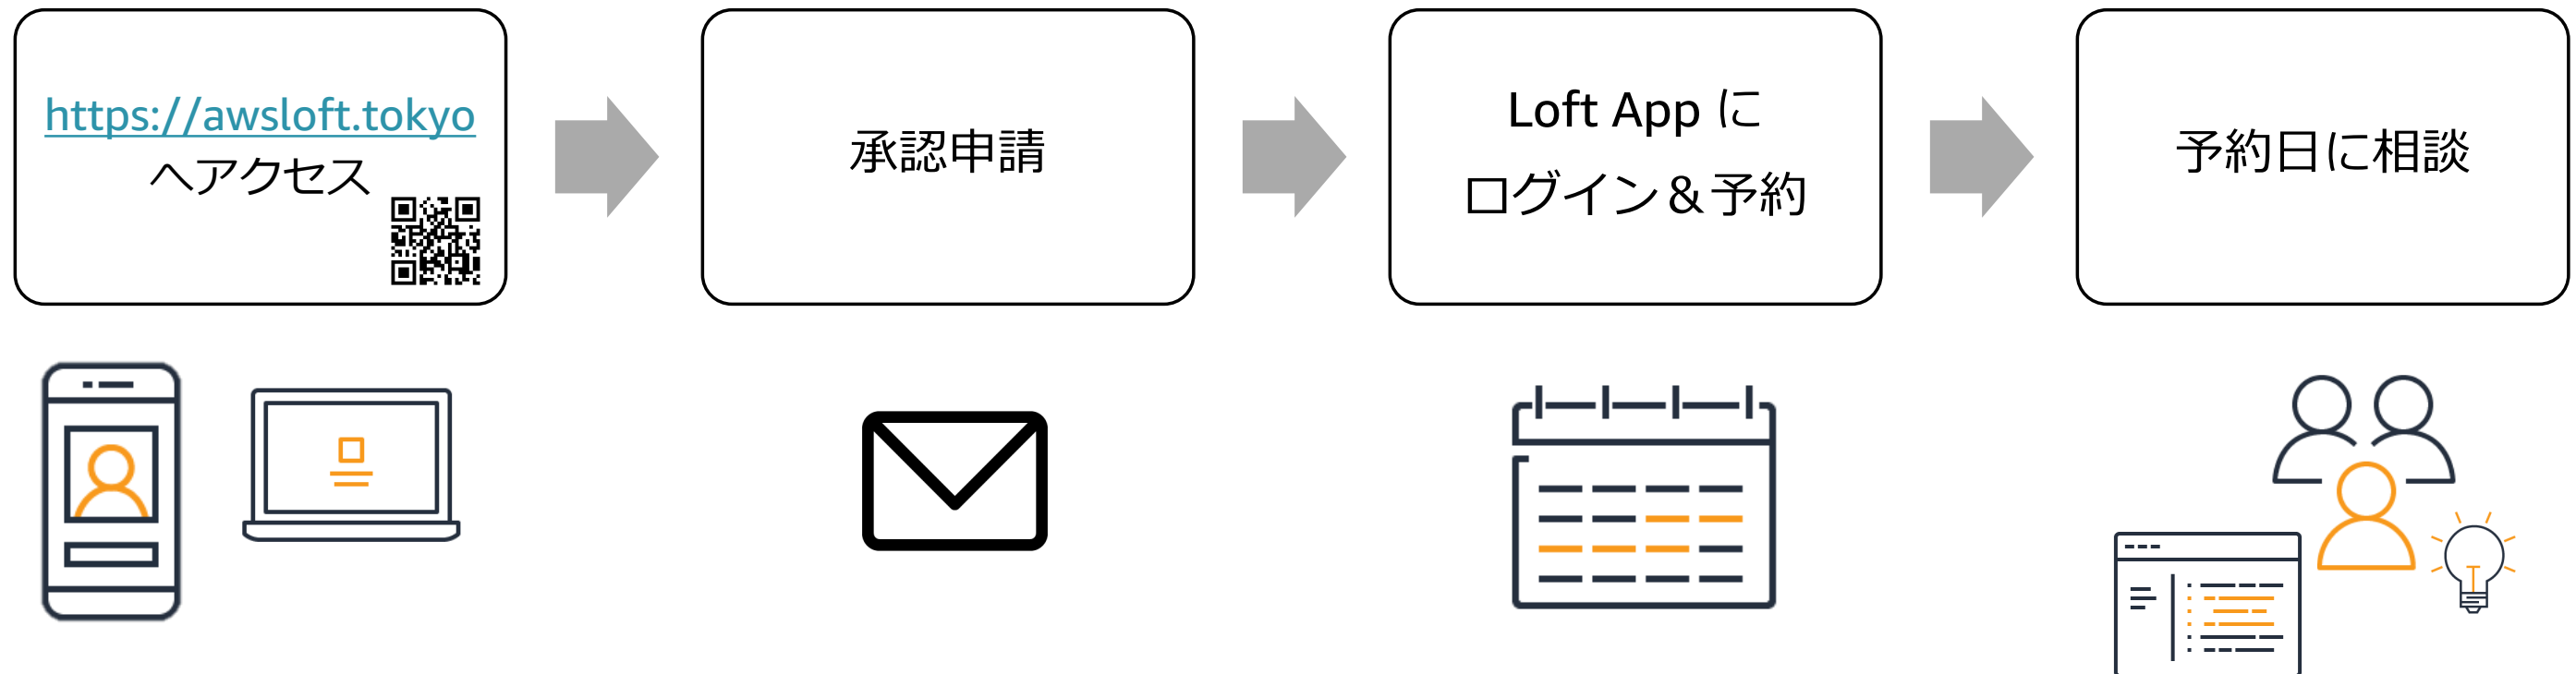 https://awsloft.tokyo
へアクセス
承認申請
Loft App に
ログイン＆予約
予約日に相談